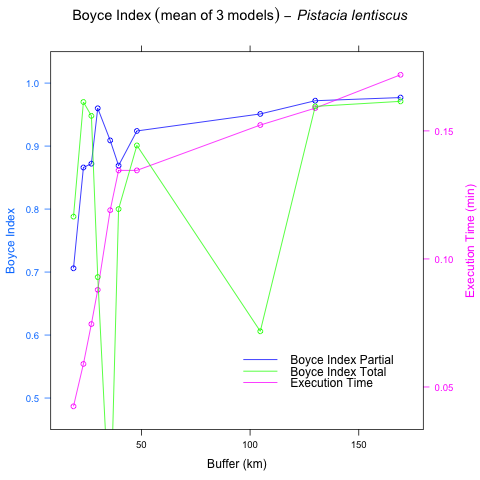 Boyce Index (mean of 3 models) – Pistacia lentiscus
1.0
0.9
0.8
0.7
0.6
0.5
Boyce Index
0.15
0.10
0.05
Execution Time (min)
Boyce Index Partial
Boyce Index Total
Execution Time
50
100
150
Buffer (km)